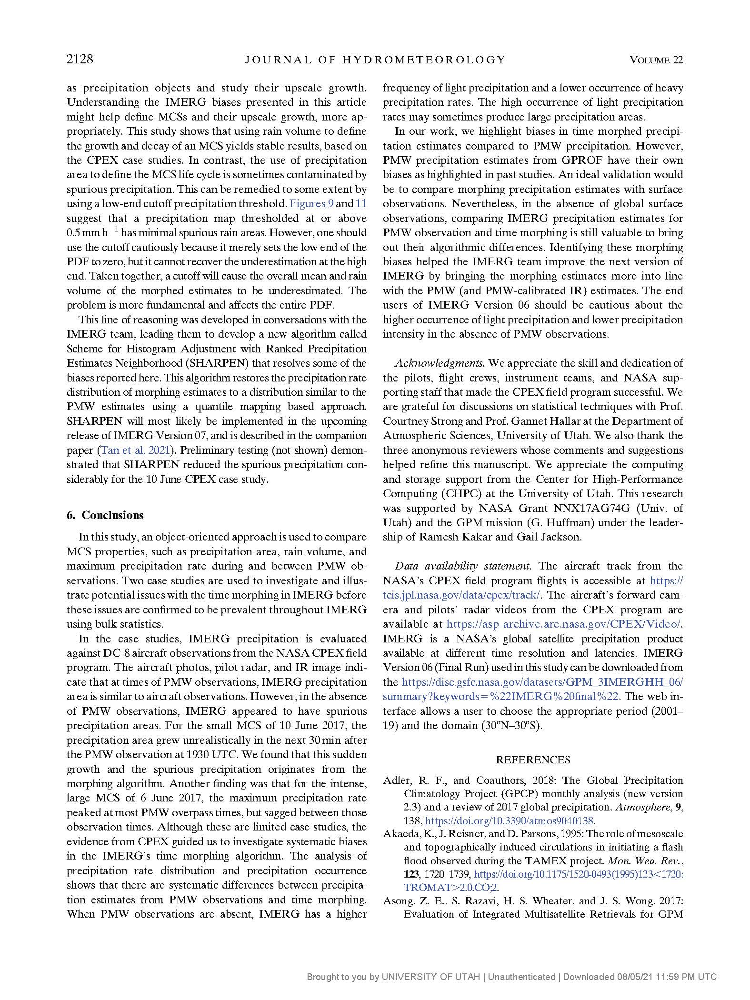 2128
JOURNAL OF HYDROMETEOROLOGY
VOLUME 22
as precipitation objects and study their upscale growth.
Understanding the IMERG biases presented in this article
might help define MCSs and their upscale growth, more ap-
propriately. This study shows that using rain volume to define
the growth and decay of an MCS yields stable results, based on
the CPEX case studies. In contrast, the use of precipitation
area to define the MCS life cycle is sometimes contaminated by
spurious precipitation. This can be remedied to some extent by
using a low-end cutoff precipitation threshold. Figures 9 and 11
suggest that a precipitation map thresholded at or above
0.5 mm h 1 has minimal spurious rain areas. However, one should
use the cutoff cautiously because it merely sets the low end of the
PDF to zero, but it cannot recover the underestimation at the high
end. Taken together, a cutoff will cause the overall mean and rain
volume of the morphed estimates to be underestimated. The
problem is more fundamental and affects the entire PDF.
This line of reasoning was developed in conversations with the
IMERG team, leading them to develop a new algorithm called
Scheme for Histogram Adjustment with Ranked Precipitation
Estimates Neighborhood (SHARPEN) that resolves some of the
biases reported here. This algorithm restores the precipitation rate
distribution of morphing estimates to a distribution similar to the
PMW estimates using a quantile mapping based approach.
SHARPEN will most likely be implemented in the upcoming
release of IMERG Version 07, and is described in the companion
paper (Tan et al. 2021). Preliminary testing (not shown) demon-
strated that SHARPEN reduced the spurious precipitation con-
siderably for the 10 June CPEX case study.
6. Conclusions
In this study, an object-oriented approach is used to compare
MCS properties, such as precipitation area, rain volume, and
maximum precipitation rate during and between PMW ob-
servations. Two case studies are used to investigate and illus-
trate potential issues with the time morphing in IMERG before
these issues are confirmed to be prevalent throughout IMERG
using bulk statistics.
In the case studies, IMERG precipitation is evaluated
against DC-8 aircraft observations from the NASA CPEX field
program. The aircraft photos, pilot radar, and IR image indi-
cate that at times of PMW observations, IMERG precipitation
area is similar to aircraft observations. However, in the absence
of PMW observations, IMERG appeared to have spurious
precipitation areas. For the small MCS of 10 June 2017, the
precipitation area grew unrealistically in the next 30 min after
the PMW observation at 1930 UTC. We found that this sudden
growth and the spurious precipitation originates from the
morphing algorithm. Another finding was that for the intense,
large MCS of 6 June 2017, the maximum precipitation rate
peaked at most PMW overpass times, but sagged between those
observation times. Although these are limited case studies, the
evidence from CPEX guided us to investigate systematic biases
in the IMERG's time morphing algorithm. The analysis of
precipitation rate distribution and precipitation occurrence
shows that there are systematic differences between precipita-
tion estimates from PMW observations and time morphing.
When PMW observations are absent, IMERG has a higher
frequency of light precipitation and a lower occurrence of heavy
precipitation rates. The high occurrence of light precipitation
rates may sometimes produce large precipitation areas.
In our work, we highlight biases in time morphed precipi-
tation estimates compared to PMW precipitation. However,
PMW precipitation estimates from GPROF have their own
biases as highlighted in past studies. An ideal validation would
be to compare morphing precipitation estimates with surface
observations. Nevertheless, in the absence of global surface
observations, comparing IMERG precipitation estimates for
PMW observation and time morphing is still valuable to bring
out their algorithmic differences. Identifying these morphing
biases helped the IMERG team improve the next version of
IMERG by bringing the morphing estimates more into line
with the PMW (and PMW-calibrated IR) estimates. The end
users of IMERG Version 06 should be cautious about the
higher occurrence of light precipitation and lower precipitation
intensity in the absence of PMW observations.
Acknowledgments. We appreciate the skill and dedication of
the pilots, flight crews, instrument teams, and NASA sup-
porting staff that made the CPEX field program successful. We
are grateful for discussions on statistical techniques with Prof.
Courtney Strong and Prof. Gannet Hallar at the Department of
Atmospheric Sciences, University of Utah. We also thank the
three anonymous reviewers whose comments and suggestions
helped refine this manuscript. We appreciate the computing
and storage support from the Center for High-Performance
Computing (CHPC) at the University of Utah. This research
was supported by NASA Grant NNX17AG74G (Univ. of
Utah) and the GPM mission (G. Huffman) under the leader-
ship of Ramesh Kakar and Gail Jackson.
Data availability statement. The aircraft track from the
NASA's CPEX field program flights is accessible at https://
tcis.jpl.nasa.gov/data/cpex/track/. The aircraft's forward cam-
era and pilots' radar videos from the CPEX program are
available at https://asp-archive.arc.nasa.gov/CPEX/Video/.
IMERG is a NASA's global satellite precipitation product
available at different time resolution and latencies. IMERG
Version 06 (Final Run) used in this study can be downloaded from
the https://disc.gsfc.nasa.gov/datasets/GPM_3IMERGHH_06/
summary?keywords=%22IMERG%20final%22. The web in-
terface allows a user to choose the appropriate period (2001–
19) and the domain (30°N–30°S).
REFERENCES
Adler, R. F., and Coauthors, 2018: The Global Precipitation
Climatology Project (GPCP) monthly analysis (new version
2.3) and a review of 2017 global precipitation. Atmosphere, 9,
138, https://doi.org/10.3390/atmos9040138.
Akaeda, K., J. Reisner, and D. Parsons, 1995: The role of mesoscale
and topographically induced circulations in initiating a flash
flood observed during the TAMEX project. Mon. Wea. Rev.,
123, 1720–1739, https://doi.org/10.1175/1520-0493(1995)123<1720:
TROMAT>2.0.CO;2.
Asong, Z. E., S. Razavi, H. S. Wheater, and J. S. Wong, 2017:
Evaluation of Integrated Multisatellite Retrievals for GPM
Brought to you by UNIVERSITY OF UTAH | Unauthenticated | Downloaded 08/05/21 11:59 PM UTC